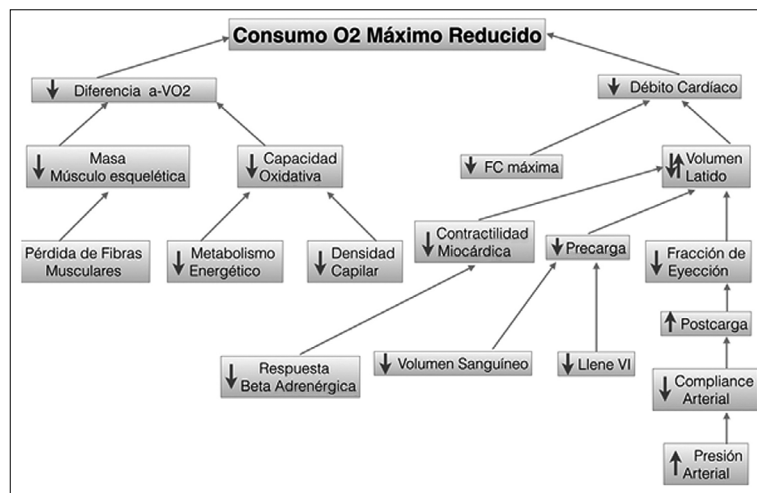 Consumo O2 Máximo Reducido
Diferencia a-VO2
Débito Cardíaco
Masa
Músculo esquelética
Capacidad
Oxidativa
FC máxima
Volumen
Latido
Pérdida de Fibras
Musculares
Metabolismo
Energético
Densidad
Capilar
Contractilidad
Miocárdica
Precarga
Fracción de
Eyección
Postcarga
Respuesta
Beta Adrenérgica
Volumen Sanguíneo
Llene VI
Compliance
Arterial
Presión
Arterial